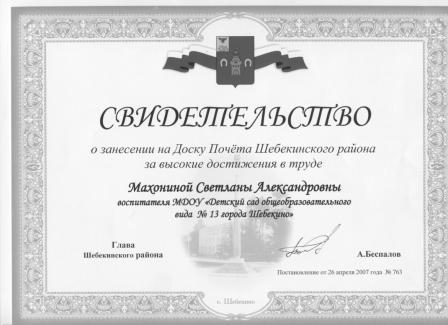 СВИДЕТЕЛЬСТВО
о занесении на Доску Почёта Шебекинского района
за высокие достижения в труде
Махониной Светланы Александровны
воспитателя МДОУ «Детский сад общеобразовательного
вида № 13 города Шебекино»
Глава
Шебекинского района
А.Беспалов
Постановление от 26 апреля 2007 года № 763
г. Шебекино